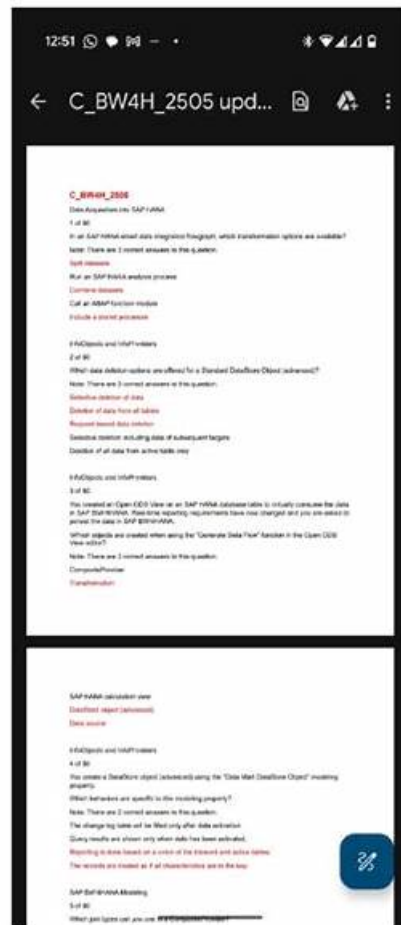 12:51
C_BW4H_2505 upd...
C_BW4H_2505
Data Acquisition into SAP HANA
1 of 80
In an SAP HANA smart data integration flowgraph, which transformation options are available?
Note: There are 3 correct answers to this question.
Split datasets
Run an SAP HANA analysis process
Combine datasets
Call an ABAP function module
Include a stored procedure
InfoObjects and InfoProviders
2 of 80
Which data deletion options are offered for a Standard DataStore Object (advanced)?
Note: There are 3 correct answers to this question.
Selective deletion of data
Deletion of data from all tables
Request-based data deletion
Selective deletion including data of subsequent targets
Deletion of all data from active table only
InfoObjects and InfoProviders
3 of 80
You created an Open ODS View on an SAP HANA database table to virtually consume the data
in SAP BW/4HANA. Real-time reporting requirements have now changed and you are asked to
persist the data in SAP BW/4HANA.
Which objects are created when using the "Generate Data Flow" function in the Open ODS
View editor?
Note: There are 3 correct answers to this question.
CompositeProvider
Transformation
SAP HANA calculation view
DataStore object (advanced)
Data source
InfoObjects and InfoProviders
4 of 80
You create a DataStore object (advanced) using the "Data Mart DataStore Object" modeling
property.
Which behaviors are specific to this modeling property?
Note: There are 2 correct answers to this question.
The change log table will be filled only after data activation
Query results are shown only when data has been activated.
Reporting is done based on a union of the inbound and active tables.
The records are treated as if all characteristics are in the key.
SAP BW/4HANA Modeling
5 of 80
Which join types can you use in a CompositeProvider?